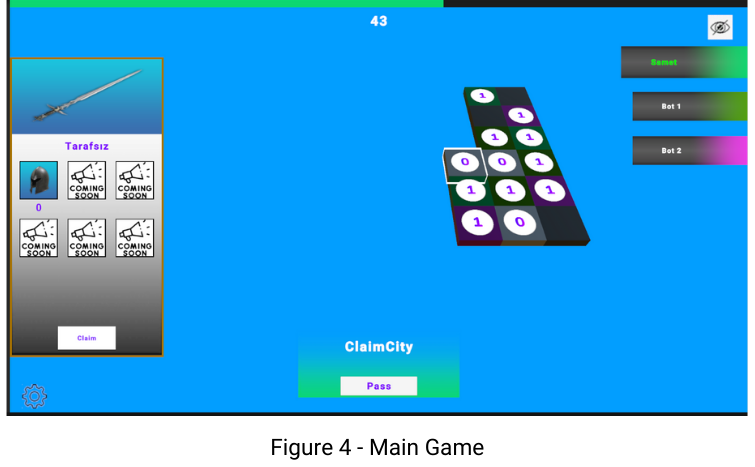 43
Samet
Bot 1
Bot 2
Tarafsız
COMING SOON
COMING SOON
0
COMING SOON
COMING SOON
COMING SOON
Claim
1
1
1 1
0 0 1
1 1 1
1 0
ClaimCity
Pass
Figure 4 - Main Game